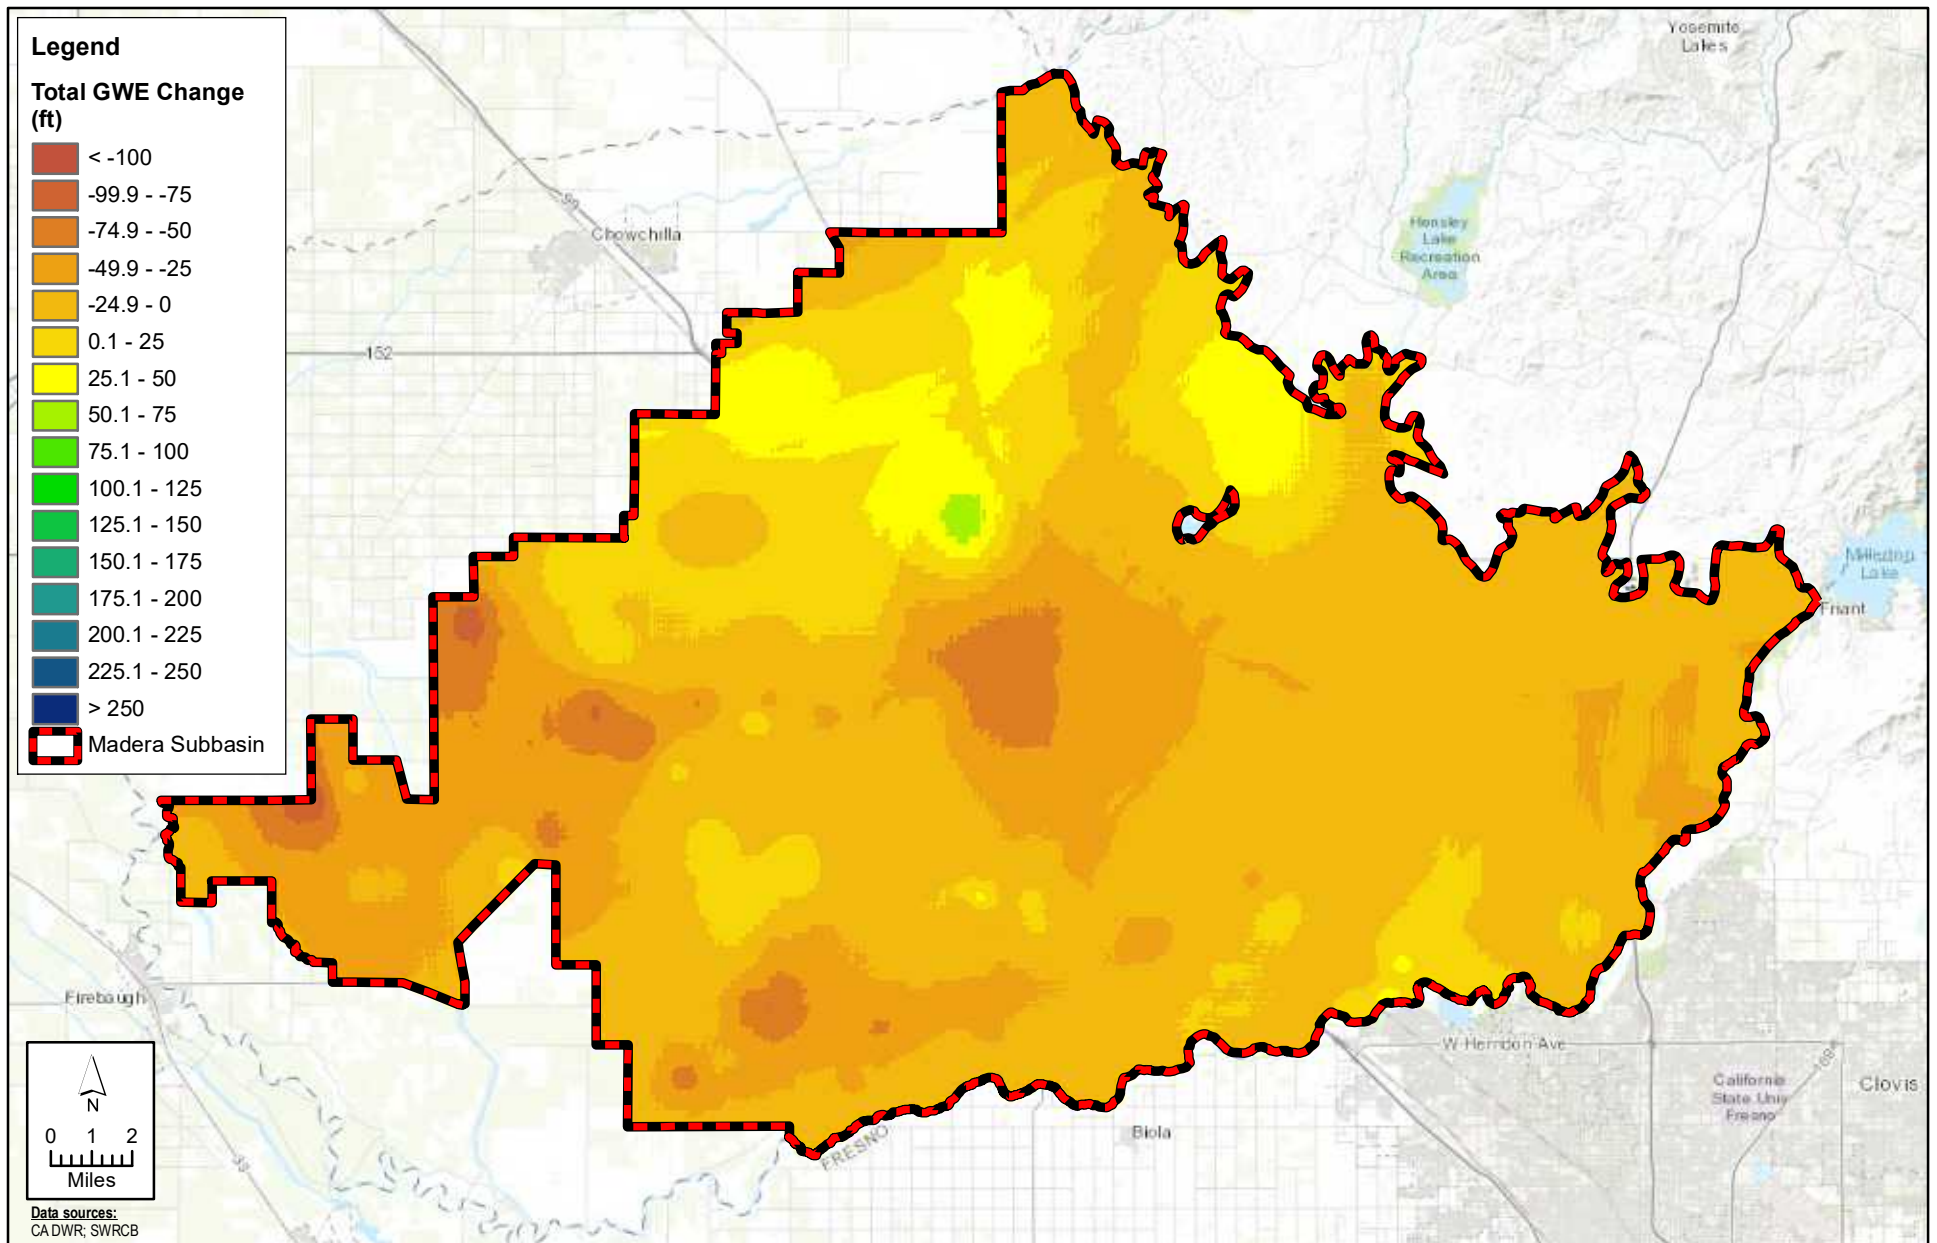 Legend
Total GWE Change
(ft)
< -100
-99.9 - -75
-74.9 - -50
-49.9 - -25
-24.9 - 0
0.1 - 25
25.1 - 50
50.1 - 75
75.1 - 100
100.1 - 125
125.1 - 150
150.1 - 175
175.1 - 200
200.1 - 225
225.1 - 250
> 250
Madera Subbasin
Yosemite
Lakes
Chowchilla
Hensley
Lake
Recreation
Area
152
Millerton
Lake
Friant
Firebaugh
W Herndon Ave
California
State Univ
Fresno
168
Clovis
Biola
FRESNO
N
0 1 2
Miles
Data sources:
CA DWR; SWRCB